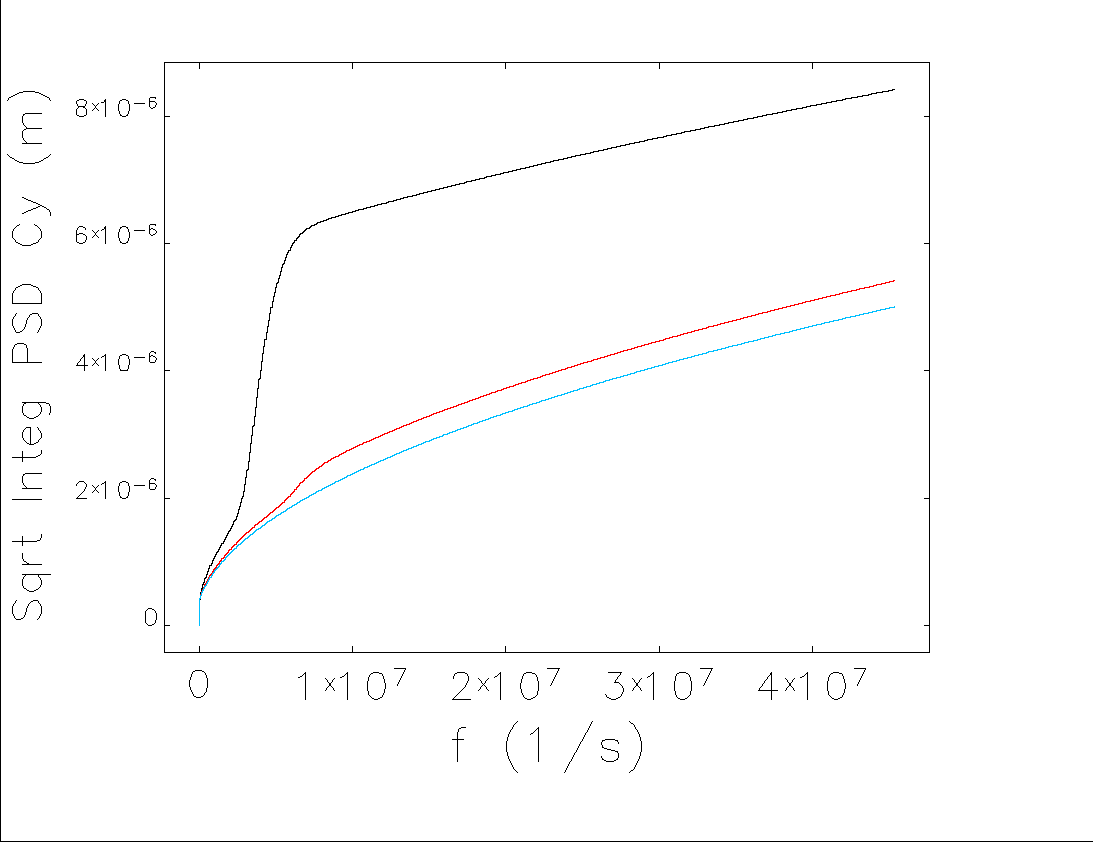 Sqrt Integ PSD Cy (m)
8×10⁻⁶
6×10⁻⁶
4×10⁻⁶
2×10⁻⁶
0
0 1×10⁷ 2×10⁷ 3×10⁷ 4×10⁷
f (1/s)